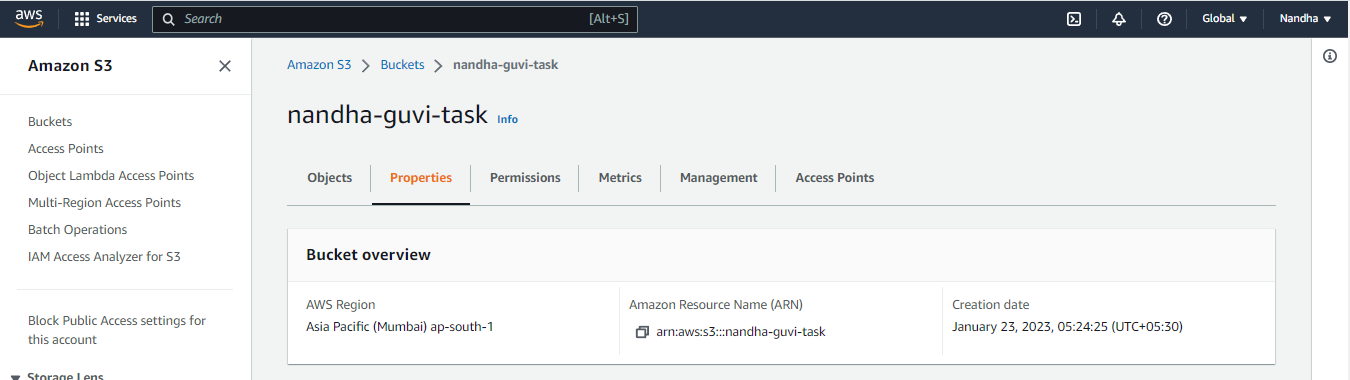 aws Services Search [Alt+S] Global Nandha
Amazon S3
Buckets
Access Points
Object Lambda Access Points
Multi-Region Access Points
Batch Operations
IAM Access Analyzer for S3
Block Public Access settings for
this account
Storage Lens
Amazon S3 > Buckets > nandha-guvi-task
nandha-guvi-task Info
Objects Properties Permissions Metrics Management Access Points
Bucket overview
AWS Region
Asia Pacific (Mumbai) ap-south-1
Amazon Resource Name (ARN)
arn:aws:s3:::nandha-guvi-task
Creation date
January 23, 2023, 05:24:25 (UTC+05:30)